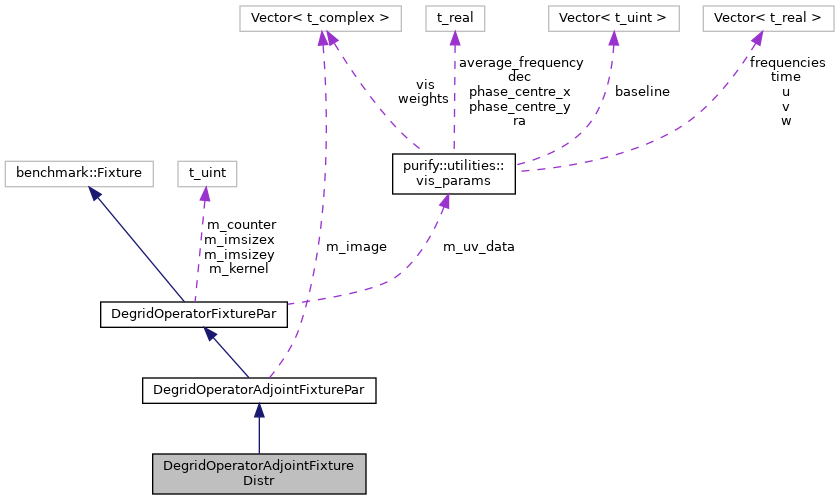 Vector< t_complex >
t_real
Vector< t_uint >
Vector< t_real >
vis
weights
average_frequency
dec
phase_centre_x
phase_centre_y
ra
baseline
frequencies
time
u
v
w
benchmark::Fixture
t_uint
purify::utilities::
vis_params
m_counter
m_imsizex
m_imsizey
m_kernel
m_image
m_uv_data
DegridOperatorFixturePar
DegridOperatorAdjointFixturePar
DegridOperatorAdjointFixture
Distr